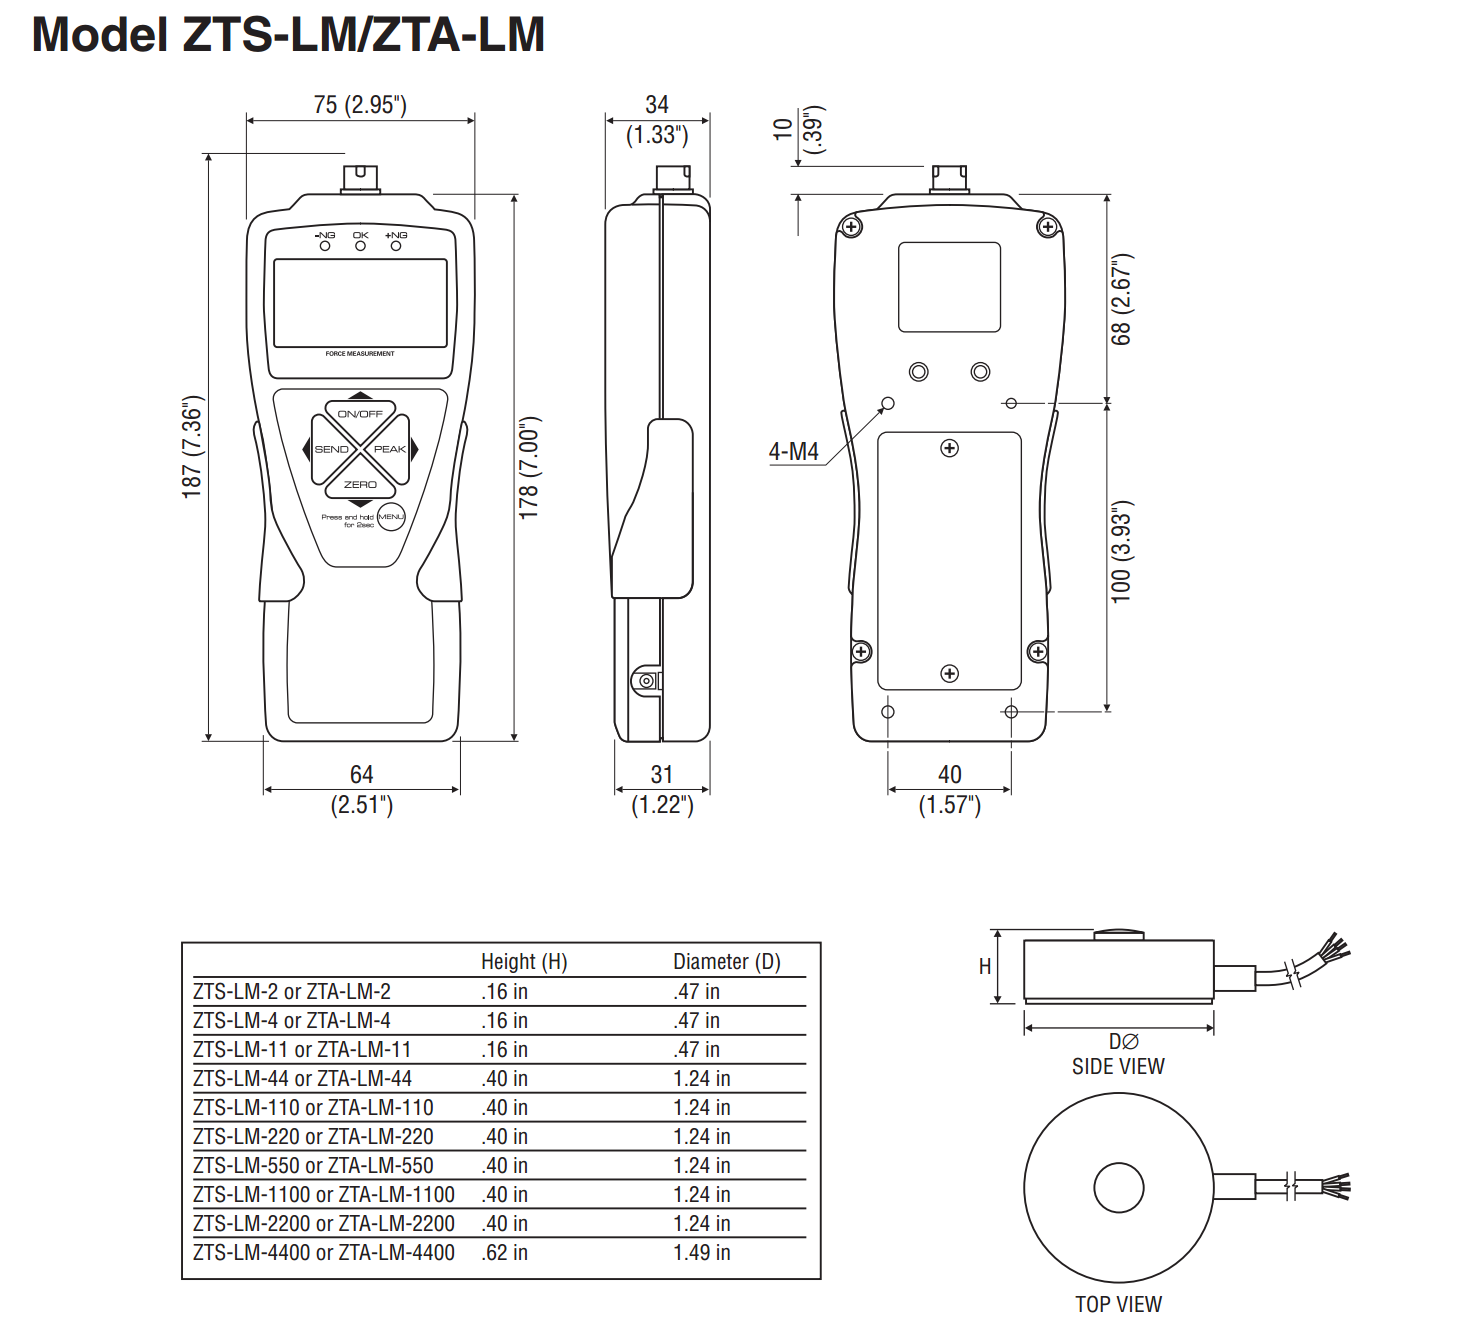 Model ZTS-LM/ZTA-LM
75 (2.95")
34
(1.33")
10
(.39")
-NG OK +NG
FORCE MEASUREMENT
ON/OFF
SEND PEAK
ZERO
Press end hold
for 2sec
MENU
187 (7.36")
178 (7.00")
68 (2.67")
4-M4
100 (3.93")
64
(2.51")
31
(1.22")
40
(1.57")
Height (H) Diameter (D)
ZTS-LM-2 or ZTA-LM-2 .16 in .47 in
ZTS-LM-4 or ZTA-LM-4 .16 in .47 in
ZTS-LM-11 or ZTA-LM-11 .16 in .47 in
ZTS-LM-44 or ZTA-LM-44 .40 in 1.24 in
ZTS-LM-110 or ZTA-LM-110 .40 in 1.24 in
ZTS-LM-220 or ZTA-LM-220 .40 in 1.24 in
ZTS-LM-550 or ZTA-LM-550 .40 in 1.24 in
ZTS-LM-1100 or ZTA-LM-1100 .40 in 1.24 in
ZTS-LM-2200 or ZTA-LM-2200 .40 in 1.24 in
ZTS-LM-4400 or ZTA-LM-4400 .62 in 1.49 in
H
D∅
SIDE VIEW
TOP VIEW